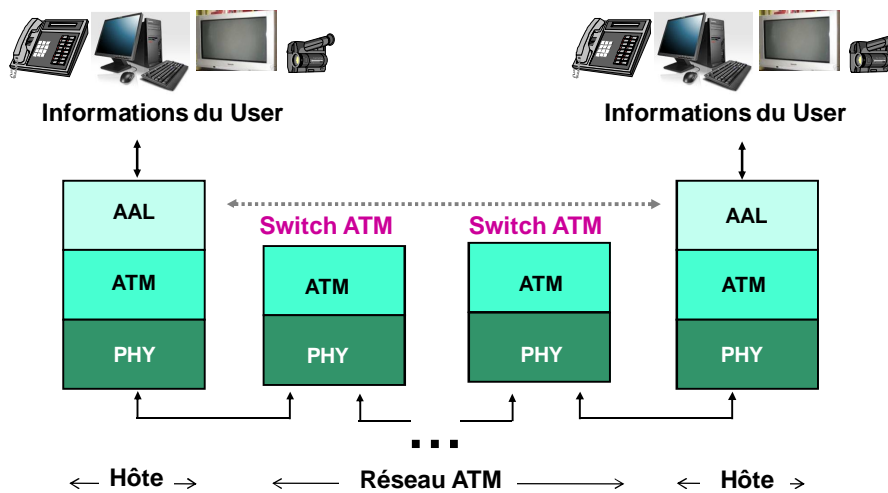 Informations du User
Informations du User
AAL
AAL
Switch ATM
Switch ATM
ATM
ATM
ATM
ATM
PHY
PHY
PHY
PHY
...
Hôte
Réseau ATM
Hôte